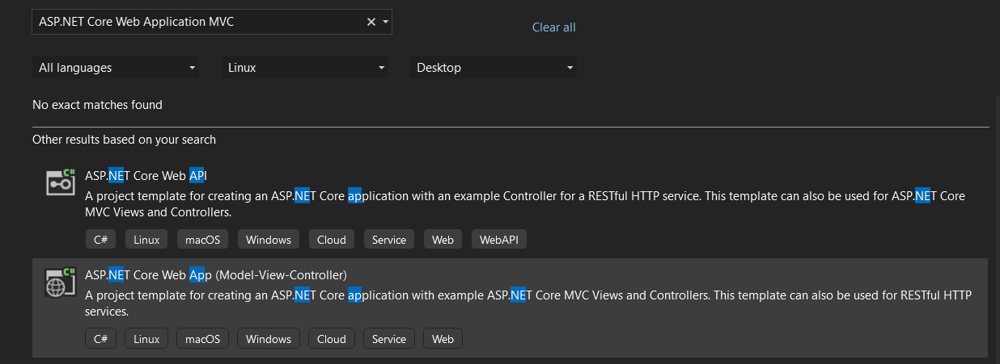 ASP.NET Core Web Application MVC
Clear all
All languages Linux Desktop
No exact matches found
Other results based on your search
C#
ASP.NET Core Web API
A project template for creating an ASP.NET Core application with an example Controller for a RESTful HTTP service. This template can also be used for ASP.NET Core
MVC Views and Controllers.
C# Linux macOS Windows Cloud Service Web WebAPI
C#
ASP.NET Core Web App (Model-View-Controller)
A project template for creating an ASP.NET Core application with example ASP.NET Core MVC Views and Controllers. This template can also be used for RESTful HTTP
services.
C# Linux macOS Windows Cloud Service Web